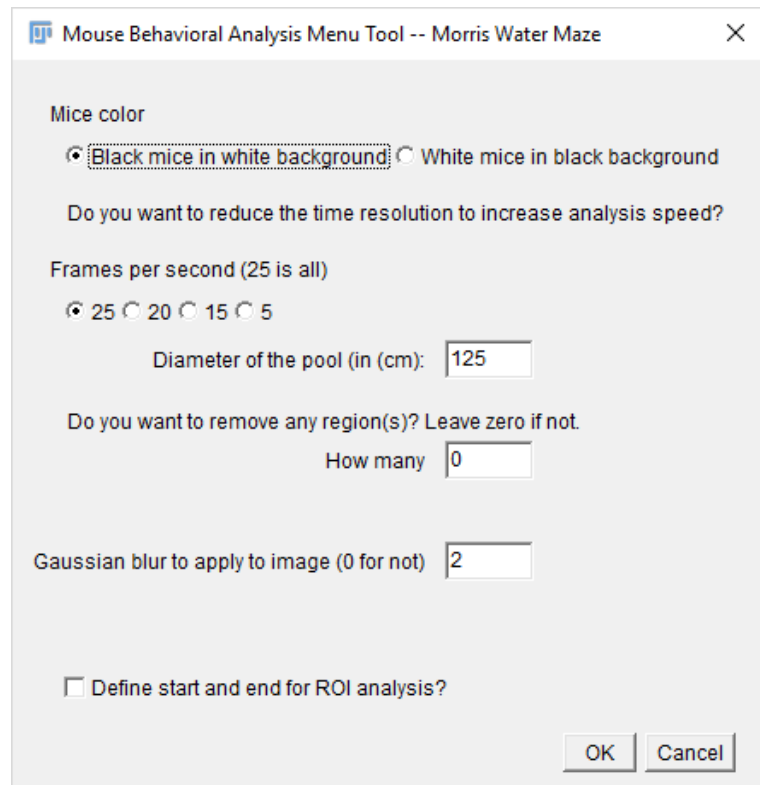 Mouse Behavioral Analysis Menu Tool -- Morris Water Maze
Mice color
Black mice in white background White mice in black background
Do you want to reduce the time resolution to increase analysis speed?
Frames per second (25 is all)
25 20 15 5
Diameter of the pool (in (cm): 125
Do you want to remove any region(s)? Leave zero if not.
How many 0
Gaussian blur to apply to image (0 for not) 2
Define start and end for ROI analysis?
OK Cancel